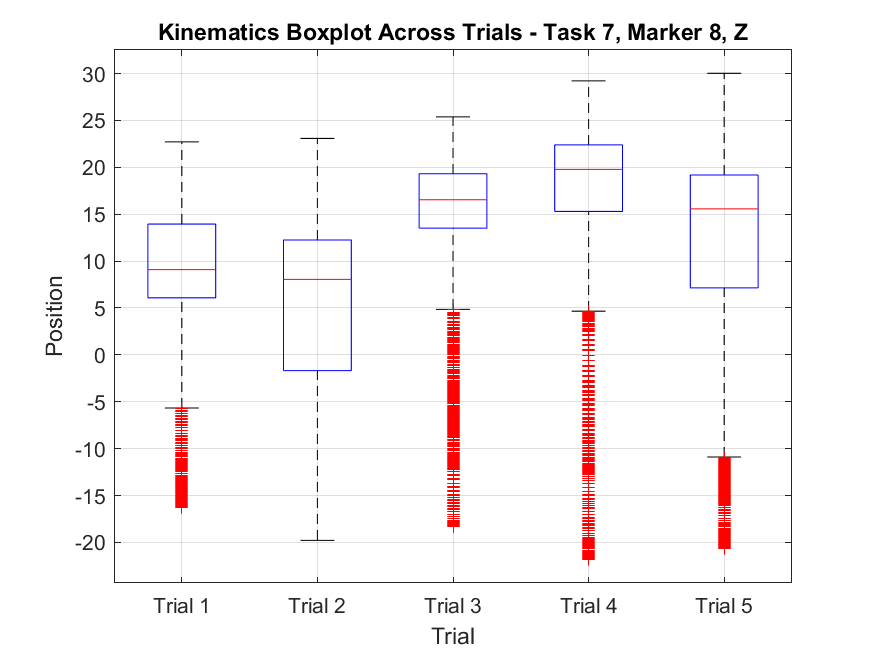 Kinematics Boxplot Across Trials - Task 7, Marker 8, Z
30
25
20
15
10
5
0
-5
-10
-15
-20
Position
Trial 1 Trial 2 Trial 3 Trial 4 Trial 5
Trial